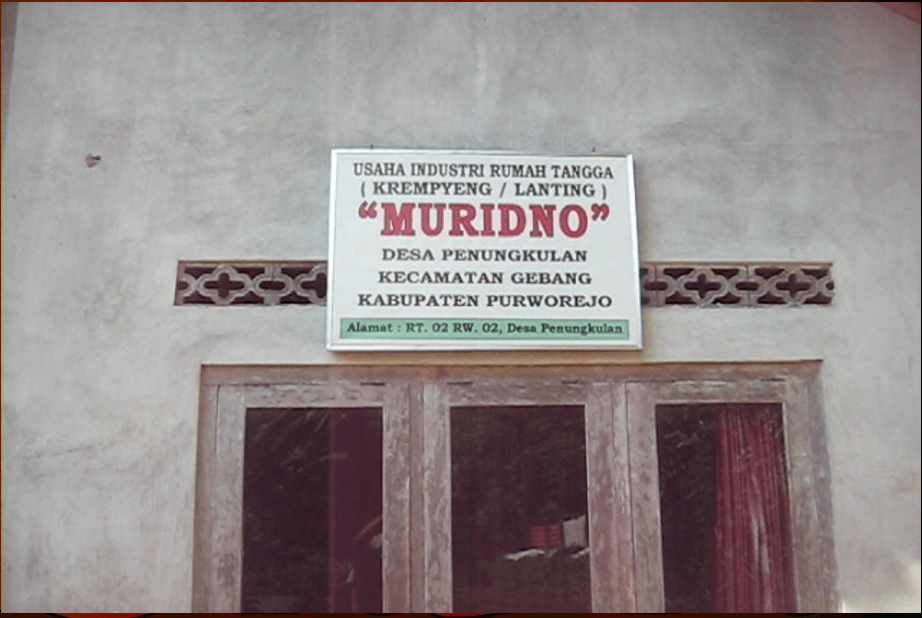 USAHA INDUSTRI RUMAH TANGGA
( KREMPYENG / LANTING )
“MURIDNO”
DESA PENUNGKULAN
KECAMATAN GEBANG
KABUPATEN PURWOREJO
Alamat : RT. 02 RW. 02, Desa Penungkulan